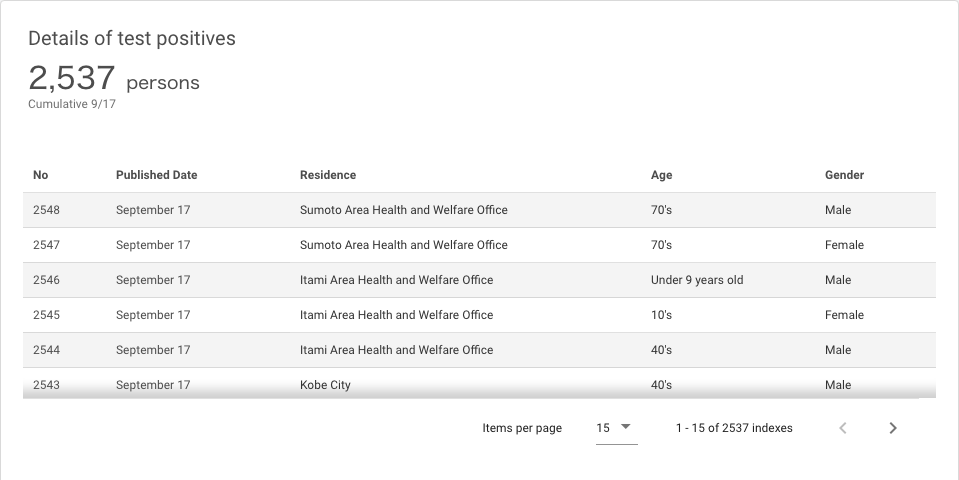 Details of test positives
2,537 persons
Cumulative 9/17
No Published Date Residence Age Gender
2548 September 17 Sumoto Area Health and Welfare Office 70's Male
2547 September 17 Sumoto Area Health and Welfare Office 70's Female
2546 September 17 Itami Area Health and Welfare Office Under 9 years old Male
2545 September 17 Itami Area Health and Welfare Office 10's Female
2544 September 17 Itami Area Health and Welfare Office 40's Male
2543 September 17 Kobe City 40's Male
Items per page 15 1 - 15 of 2537 indexes